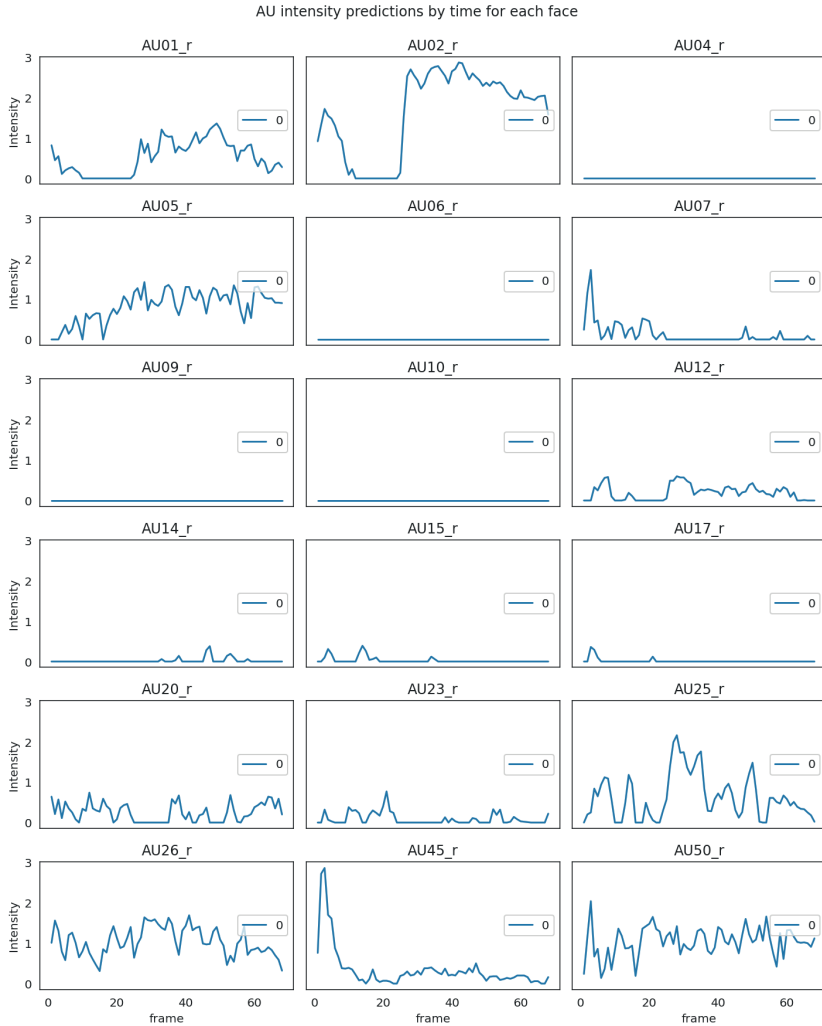 AU intensity predictions by time for each face
AU01_r AU02_r AU04_r
3
2
1
0
Intensity
0 0 0
AU05_r AU06_r AU07_r
3
2
1
0
Intensity
0 0 0
AU09_r AU10_r AU12_r
3
2
1
0
Intensity
0 0 0
AU14_r AU15_r AU17_r
3
2
1
0
Intensity
0 0 0
AU20_r AU23_r AU25_r
3
2
1
0
Intensity
0 0 0
AU26_r AU45_r AU50_r
3
2
1
0
Intensity
0 0 0
0 20 40 60 0 20 40 60 0 20 40 60
frame frame frame